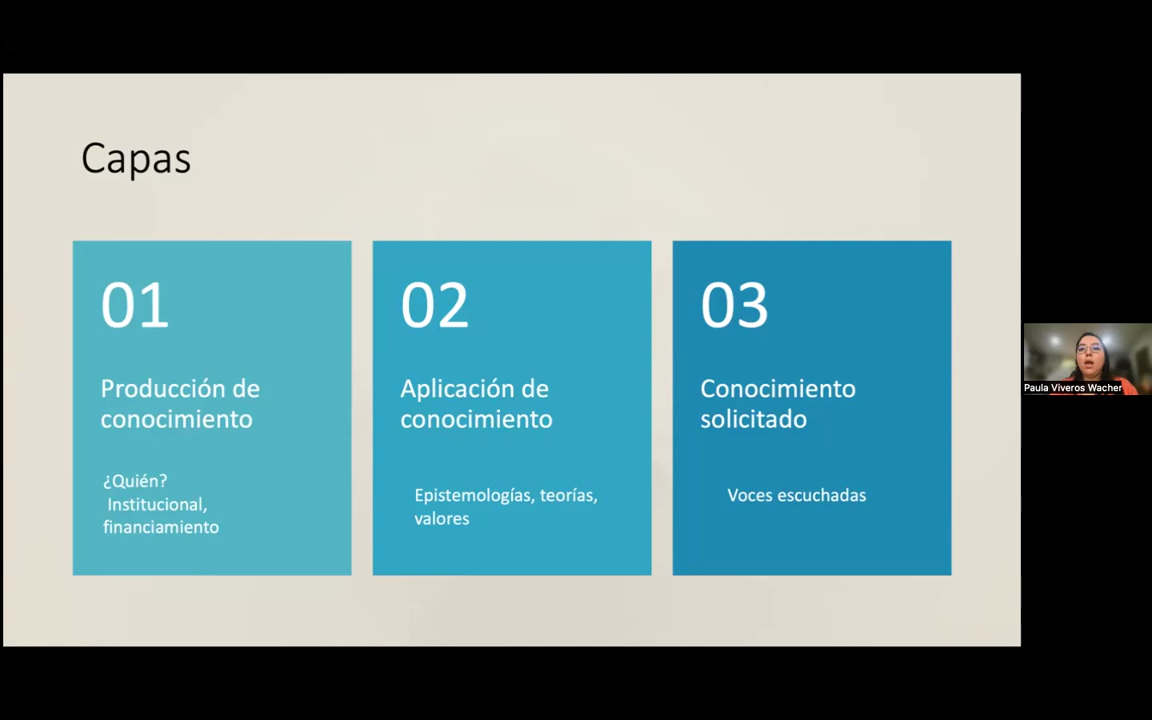 Capas
01
Producción de
conocimiento
¿Quién?
Institucional,
financiamiento
02
Aplicación de
conocimiento
Epistemologías, teorías,
valores
03
Conocimiento
solicitado
Voces escuchadas
Paula Viveros Wacher